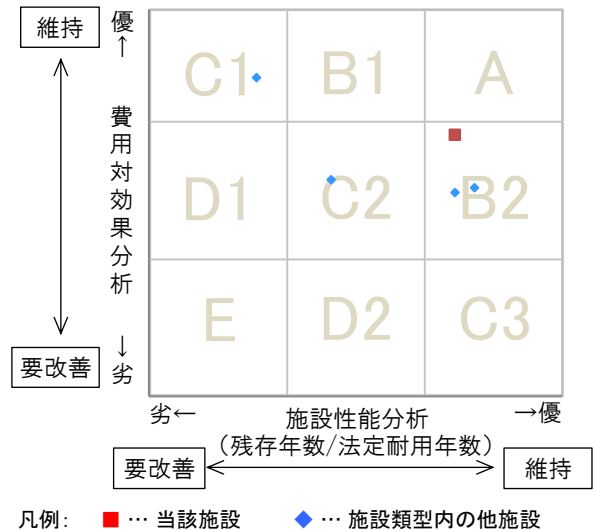 維持
優↑
C1
B1
A
費用対効果分析
D1
C2
B2
E
D2
C3
要改善
↓劣
劣←
施設性能分析
→優
(残存年数/法定耐用年数)
要改善
維持
凡例: ■ … 当該施設 ◆ … 施設類型内の他施設